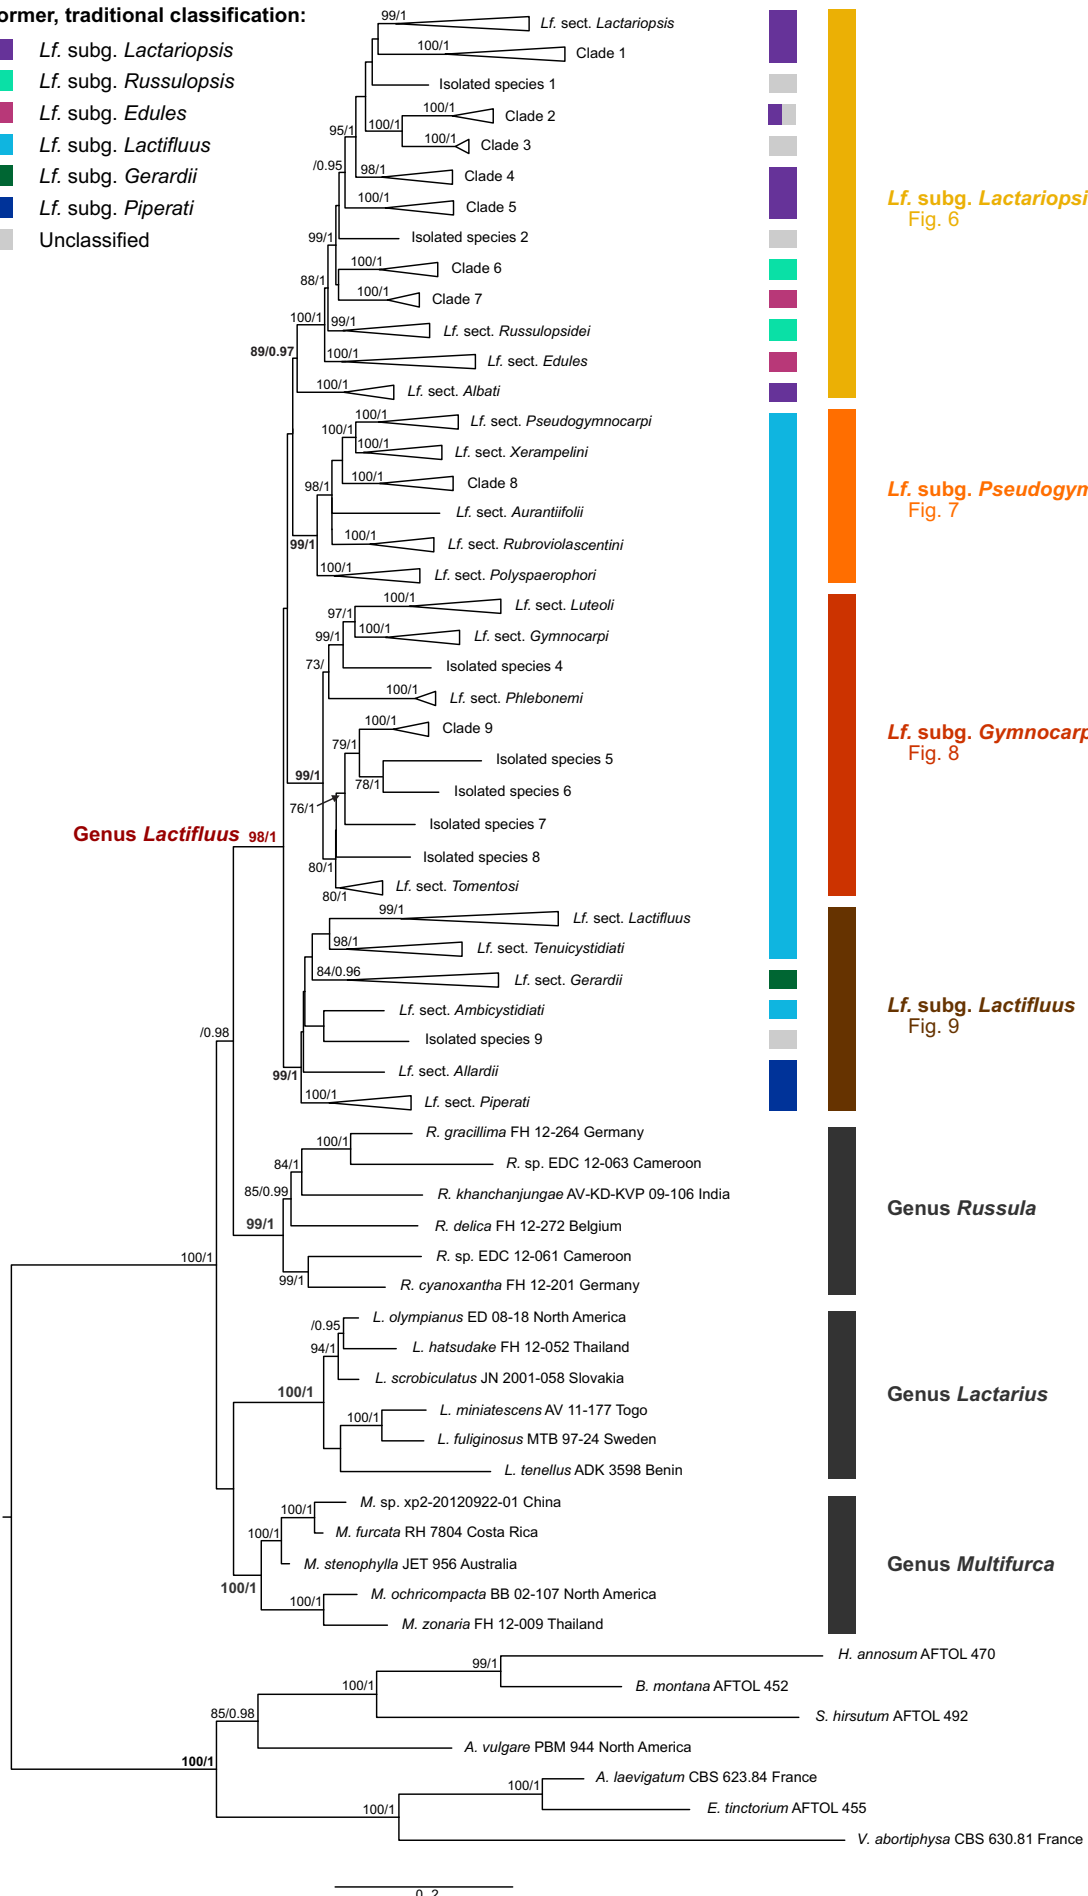 ormer, traditional classification:
Lf. subg. Lactariopsis
Lf. subg. Russulopsis
Lf. subg. Edules
Lf. subg. Lactifluus
Lf. subg. Gerardii
Lf. subg. Piperati
Unclassified
99/1
Lf. sect. Lactariopsis
100/1
Clade 1
Isolated species 1
100/1
Clade 2
95/1
100/1
100/1
Clade 3
/0.95
98/1
Clade 4
100/1
Clade 5
99/1
Isolated species 2
100/1
Clade 6
88/1
100/1
Clade 7
100/1
99/1
Lf. sect. Russulopsidei
89/0.97
100/1
Lf. sect. Edules
100/1
Lf. sect. Albati
Lf. subg. Lactariopsi
Fig. 6
100/1
Lf. sect. Pseudogymnocarpi
100/1
100/1
Lf. sect. Xerampelini
100/1
Clade 8
98/1
Lf. sect. Aurantiifolii
99/1
100/1
Lf. sect. Rubroviolascentini
100/1
Lf. sect. Polyspaerophori
Lf. subg. Pseudogyn
Fig. 7
100/1
Lf. sect. Luteoli
97/1
99/1
100/1
Lf. sect. Gymnocarpi
73/
Isolated species 4
100/1
Lf. sect. Phlebonemi
100/1
Clade 9
79/1
Isolated species 5
99/1
78/1
Isolated species 6
76/1
Isolated species 7
Isolated species 8
80/1
Lf. sect. Tomentosi
80/1
Lf. subg. Gymnocarp
Fig. 8
Genus Lactifluus 98/1
99/1
Lf. sect. Lactifluus
98/1
Lf. sect. Tenuicystidiati
84/0.96
Lf. sect. Gerardii
Lf. sect. Ambicystidiati
Isolated species 9
99/1
Lf. sect. Allardii
100/1
Lf. sect. Piperati
Lf. subg. Lactifluus
Fig. 9
/0.98
R. gracillima FH 12-264 Germany
100/1
84/1
R. sp. EDC 12-063 Cameroon
85/0.99
R. khanchanjungae AV-KD-KVP 09-106 India
99/1
R. delica FH 12-272 Belgium
R. sp. EDC 12-061 Cameroon
99/1
R. cyanoxantha FH 12-201 Germany
Genus Russula
100/1
L. olympianus ED 08-18 North America
/0.95
94/1
L. hatsudake FH 12-052 Thailand
L. scrobiculatus JN 2001-058 Slovakia
100/1
L. miniatescens AV 11-177 Togo
100/1
L. fuliginosus MTB 97-24 Sweden
L. tenellus ADK 3598 Benin
Genus Lactarius
M. sp. xp2-20120922-01 China
100/1
M. furcata RH 7804 Costa Rica
100/1
M. stenophylla JET 956 Australia
100/1
M. ochricompacta BB 02-107 North America
100/1
M. zonaria FH 12-009 Thailand
Genus Multifurca
H. annosum AFTOL 470
99/1
B. montana AFTOL 452
100/1
S. hirsutum AFTOL 492
85/0.98
A. vulgare PBM 944 North America
100/1
A. laevigatum CBS 623.84 France
100/1
E. tinctorium AFTOL 455
100/1
V. abortiphysa CBS 630.81 France
0.2